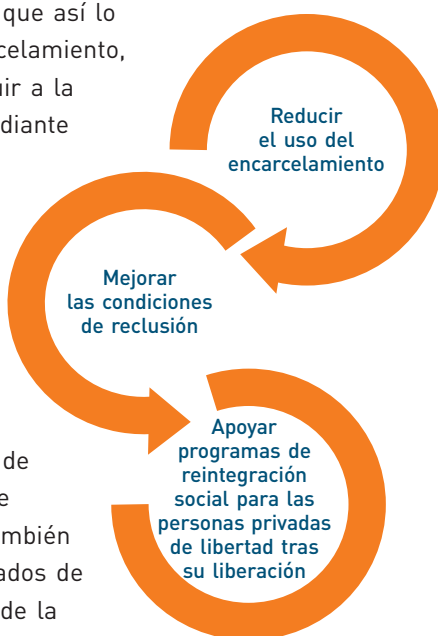 que así lo
celamiento,
uir a la
diante
Reducir
el uso del
encarcelamiento
Mejorar
las condiciones
de reclusión
Apoyar
programas de
reintegración
social para las
personas privadas
de libertad tras
su liberación
de
e
mbién
ados de
de la